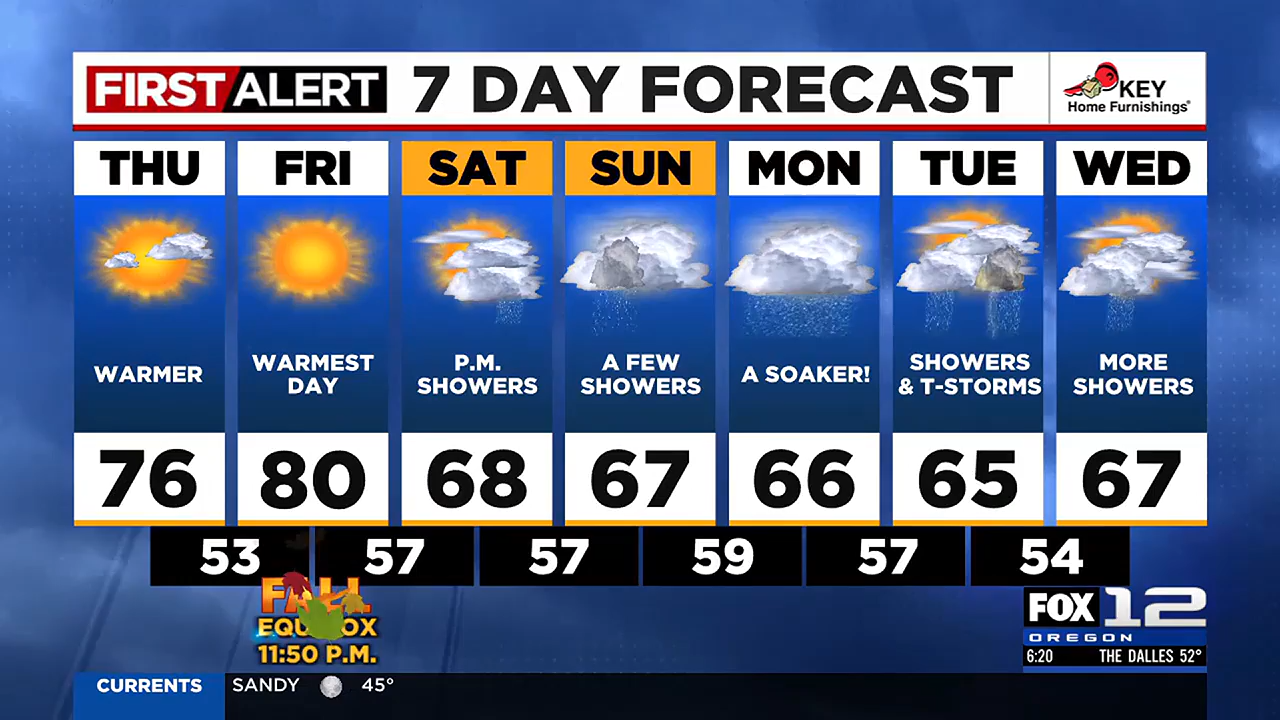 FIRST ALERT 7 DAY FORECAST
KEY
Home Furnishings®
THU FRI SAT SUN MON TUE WED
WARMER
WARMEST
DAY
P.M.
SHOWERS
A FEW
SHOWERS
A SOAKER!
SHOWERS
& T-STORMS
MORE
SHOWERS
76 80 68 67 66 65 67
53 57 57 59 57 54
FALL
EQUINOX
11:50 P.M.
FOX 12
OREGON
6:20 THE DALLES 52°
CURRENTS SANDY 45°